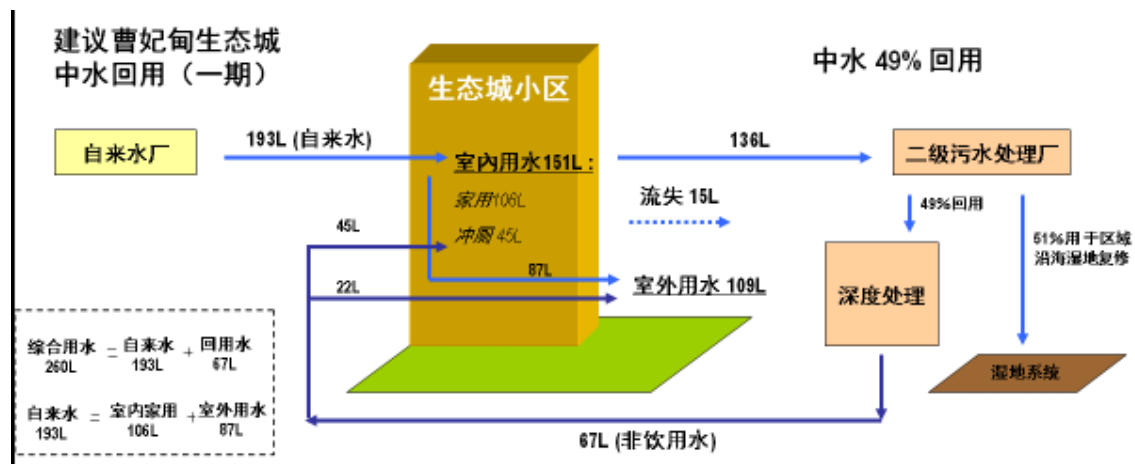 建议曹妃甸生态城
中水回用（一期）
中水 49% 回用
生态城小区
自来水厂
193L (自来水)
室内用水151L :
家用106L
冲厕 45L
136L
二级污水处理厂
流失 15L
49%回用
51%用于区域
沿海湿地复修
45L
87L
22L
室外用水 109L
深度处理
湿地系统
综合用水 = 自来水 + 回用水
260L 193L 67L
自来水 = 室内家用 + 室外用水
193L 106L 87L
67L (非饮用水)